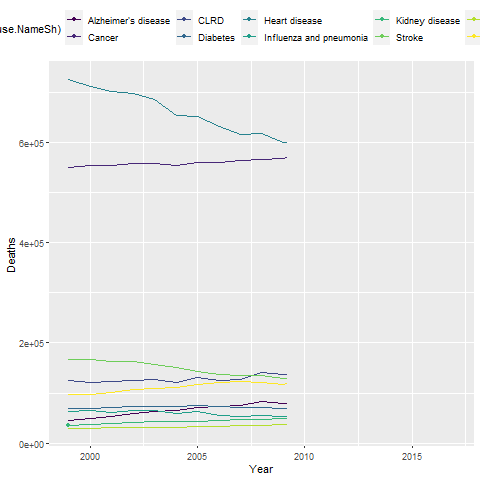 use.NameSh)
Alzheimer's disease CLRD Heart disease Kidney disease
Cancer Diabetes Influenza and pneumonia Stroke
6e+05
4e+05
2e+05
0e+00
Deaths
2000 2005 2010 2015
Year